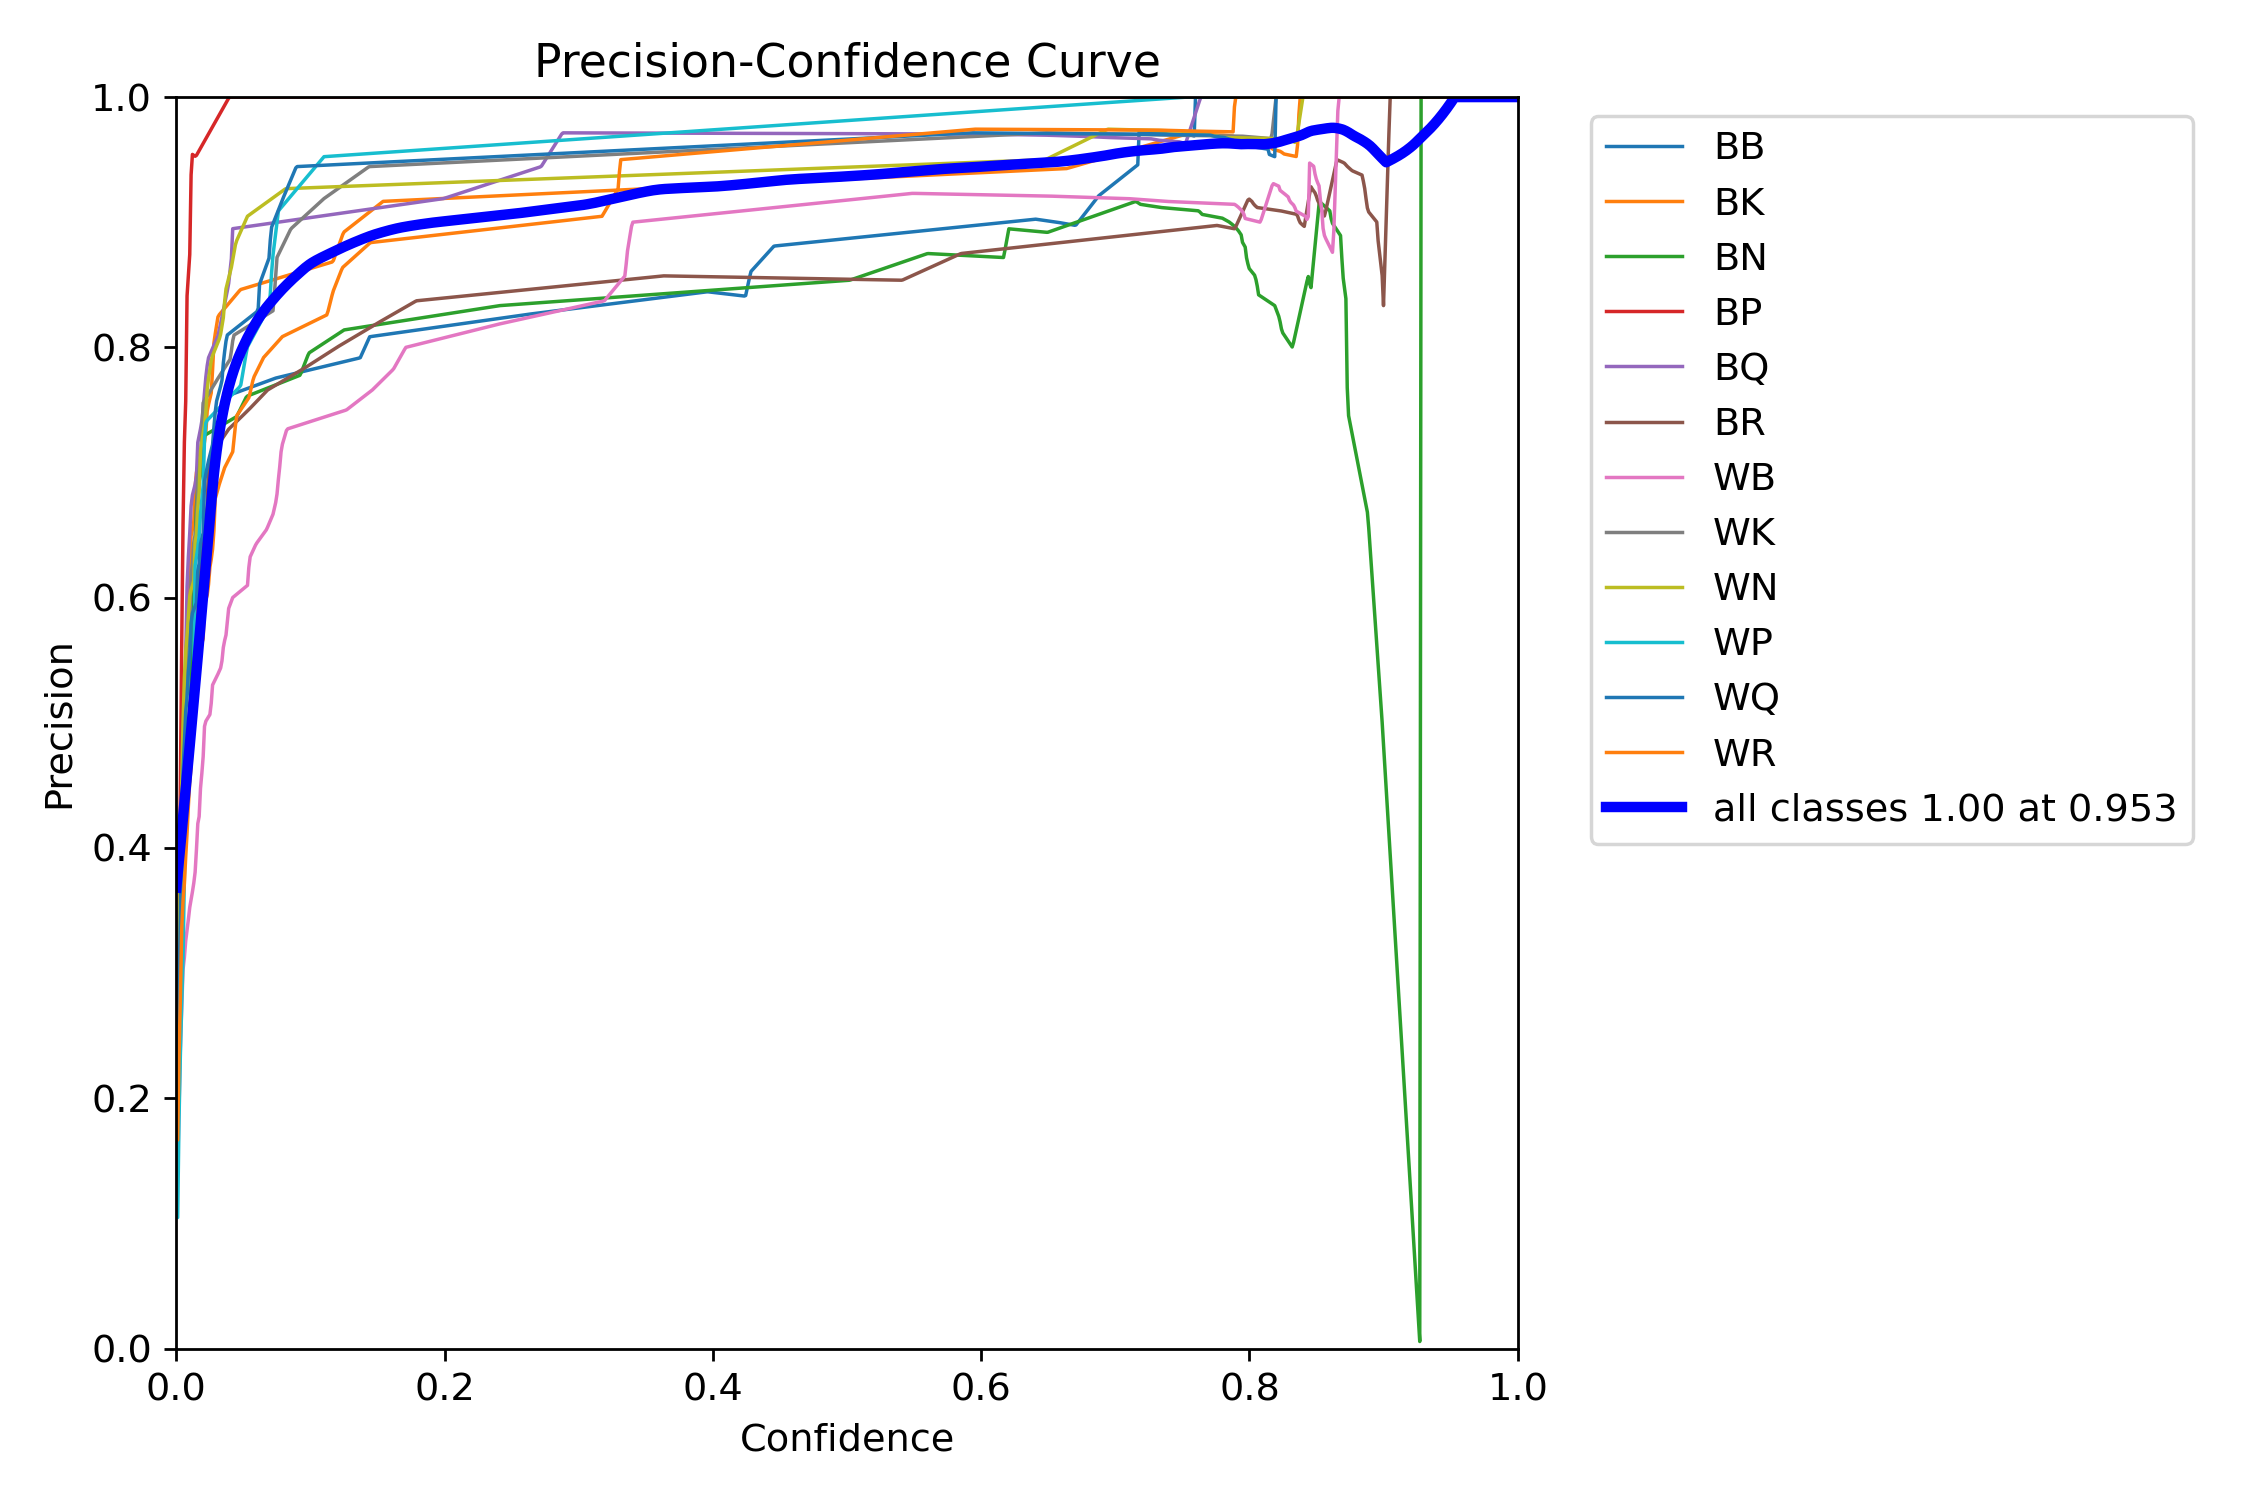 Precision-Confidence Curve
1.0
0.8
0.6
0.4
0.2
0.0
Precision
0.0 0.2 0.4 0.6 0.8 1.0
Confidence
BB
BK
BN
BP
BQ
BR
WB
WK
WN
WP
WQ
WR
all classes 1.00 at 0.953